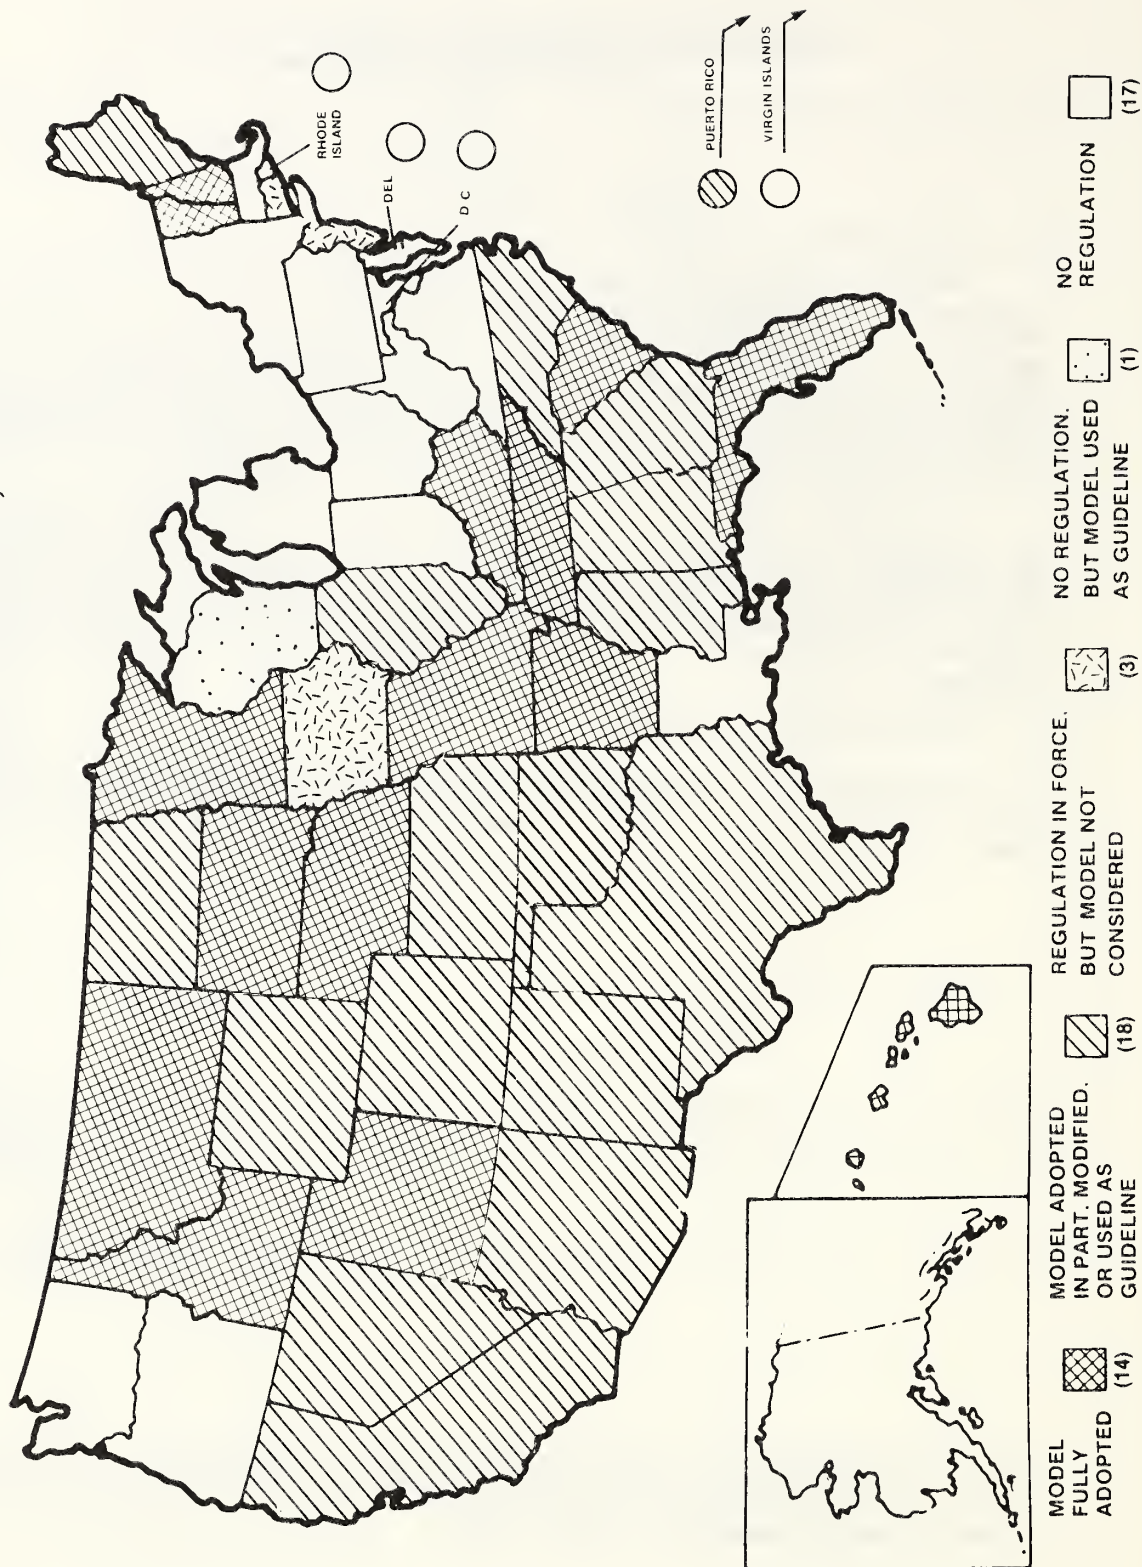 RHODE
ISLAND
DEL
D C
PUERTO RICO
VIRGIN ISLANDS
MODEL
FULLY
ADOPTED
(14)
MODEL ADOPTED
IN PART. MODIFIED.
OR USED AS
GUIDELINE
(18)
REGULATION IN FORCE.
BUT MODEL NOT
CONSIDERED
(3)
NO REGULATION.
BUT MODEL USED
AS GUIDELINE
(1)
NO
REGULATION
(17)